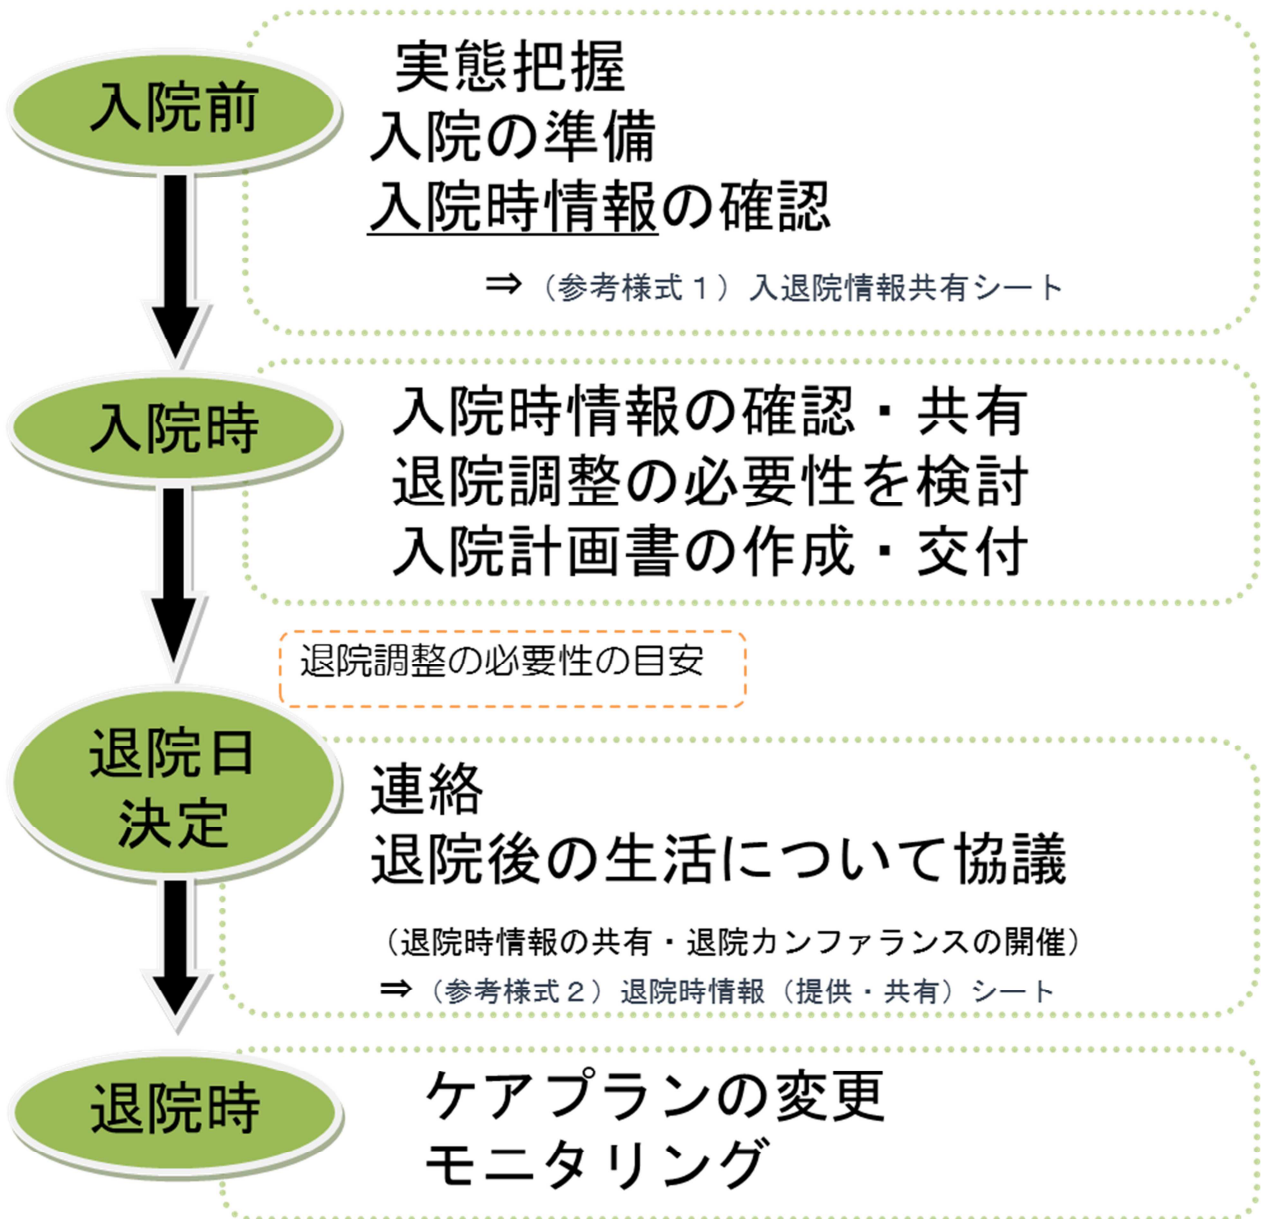 入院前
実態把握
入院の準備
入院時情報の確認
⇒（参考様式１）入退院情報共有シート
入院時
入院時情報の確認・共有
退院調整の必要性を検討
入院計画書の作成・交付
退院調整の必要性の目安
退院日
決定
連絡
退院後の生活について協議
（退院時情報の共有・退院カンファランスの開催）
⇒（参考様式２）退院時情報（提供・共有）シート
退院時
ケアプランの変更
モニタリング